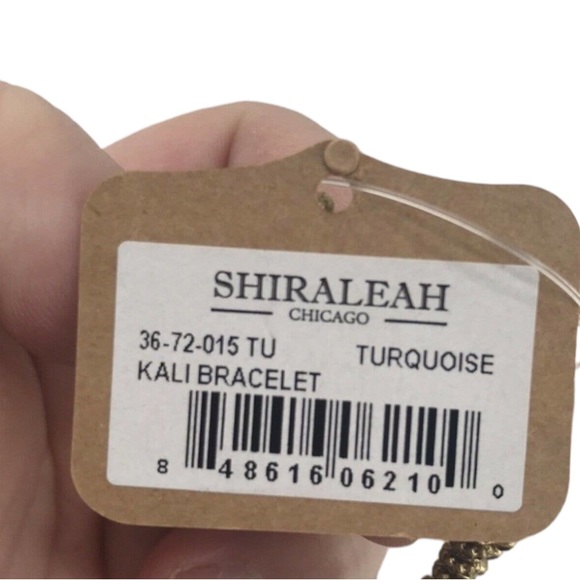 SHIRALEAH
CHICAGO
36-72-015 TU TURQUOISE
KALI BRACELET
8 48616 06210 0